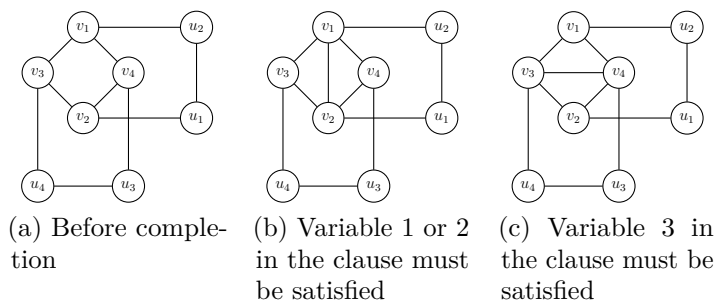 v₁ u₂ v₁ u₂ v₁ u₂
v₃ v₄ v₃ v₄ v₃ v₄
v₂ u₁ v₂ u₁ v₂ u₁
u₄ u₃ u₄ u₃ u₄ u₃
(a) Before comple-
tion
(b) Variable 1 or 2
in the clause must
be satisfied
(c) Variable 3 in
the clause must be
satisfied